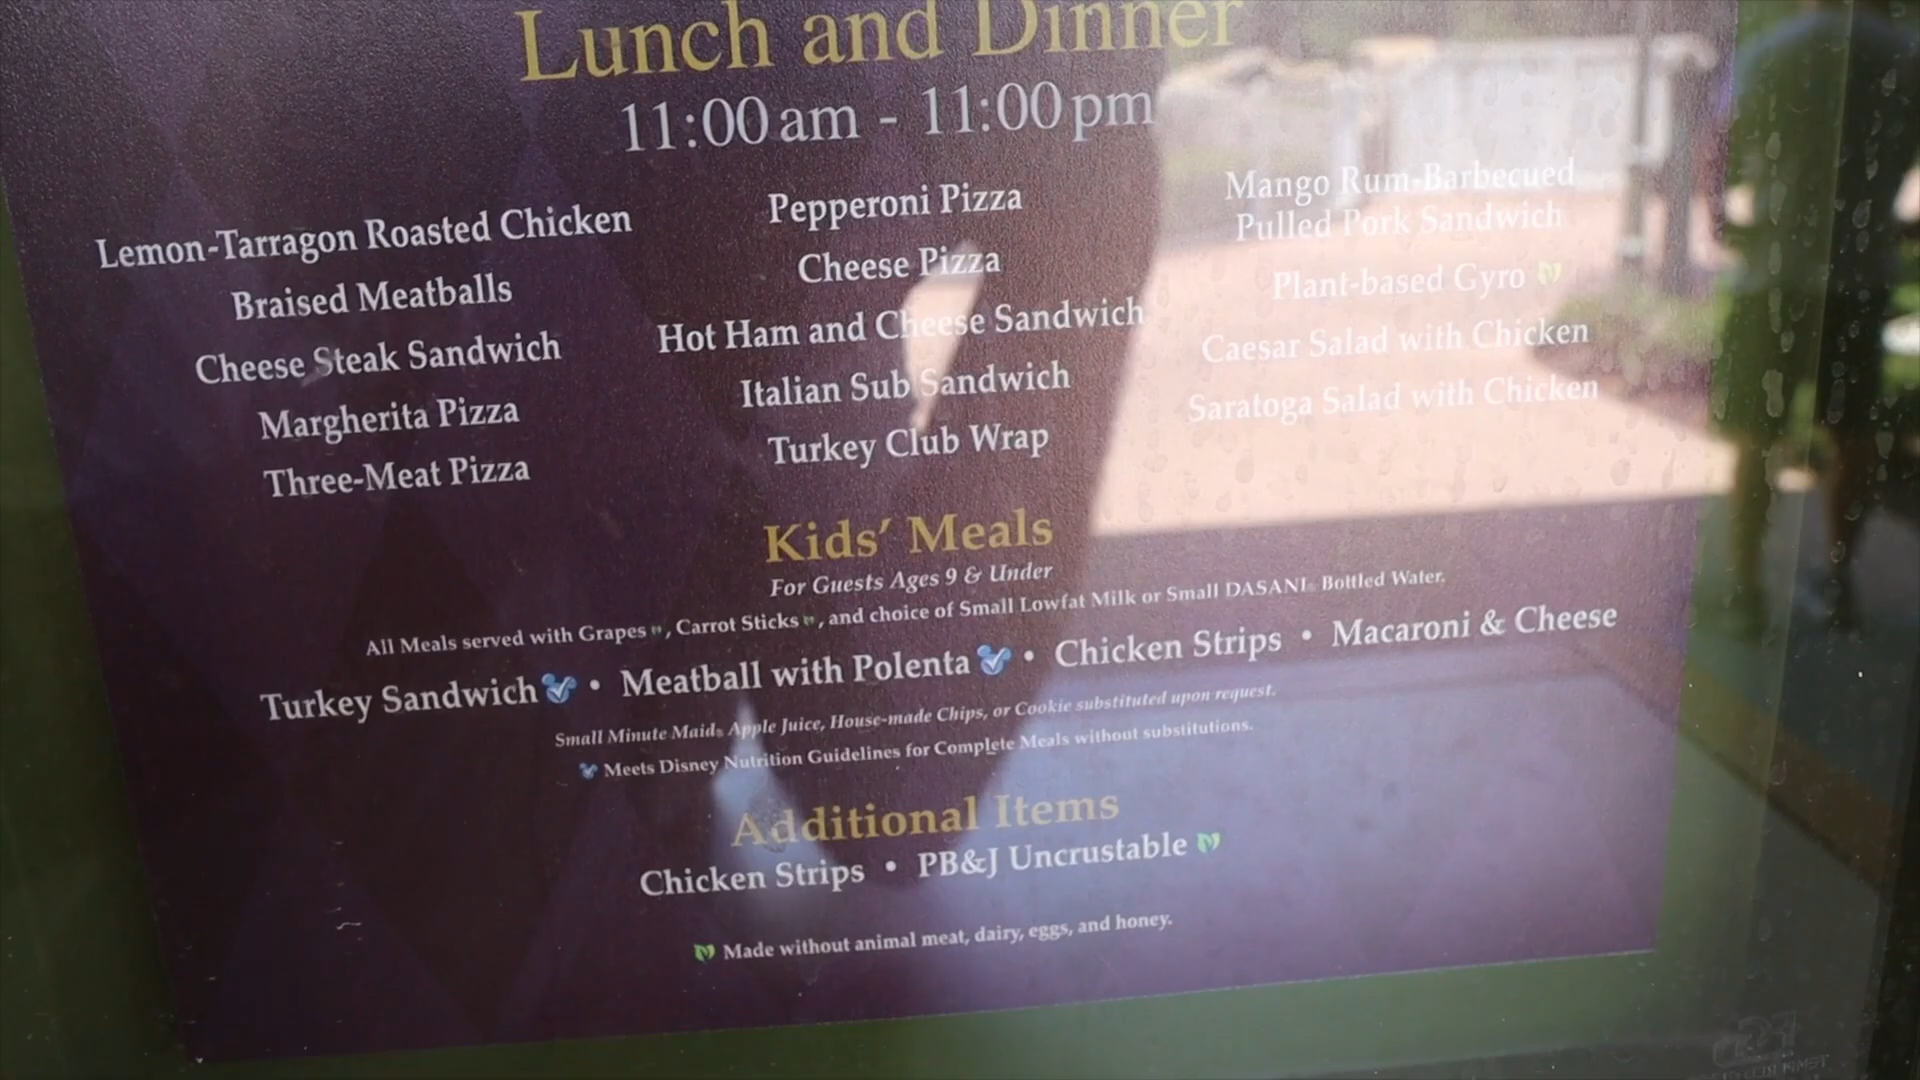 Lunch and Dinner
11:00 am - 11:00 pm
Lemon-Tarragon Roasted Chicken
Braised Meatballs
Cheese Steak Sandwich
Margherita Pizza
Three-Meat Pizza
Pepperoni Pizza
Cheese Pizza
Hot Ham and Cheese Sandwich
Italian Sub Sandwich
Turkey Club Wrap
Mango Rum-Barbecued
Pulled Pork Sandwich
Plant-based Gyro
Caesar Salad with Chicken
Saratoga Salad with Chicken
Kids' Meals
For Guests Ages 9 & Under
All Meals served with Grapes, Carrot Sticks, and choice of Small Lowfat Milk or Small DASANI® Bottled Water.
Turkey Sandwich • Meatball with Polenta • Chicken Strips • Macaroni & Cheese
Small Minute Maid® Apple Juice, House-made Chips, or Cookie substituted upon request.
Meets Disney Nutrition Guidelines for Complete Meals without substitutions.
Additional Items
Chicken Strips • PB&J Uncrustable
Made without animal meat, dairy, eggs, and honey.